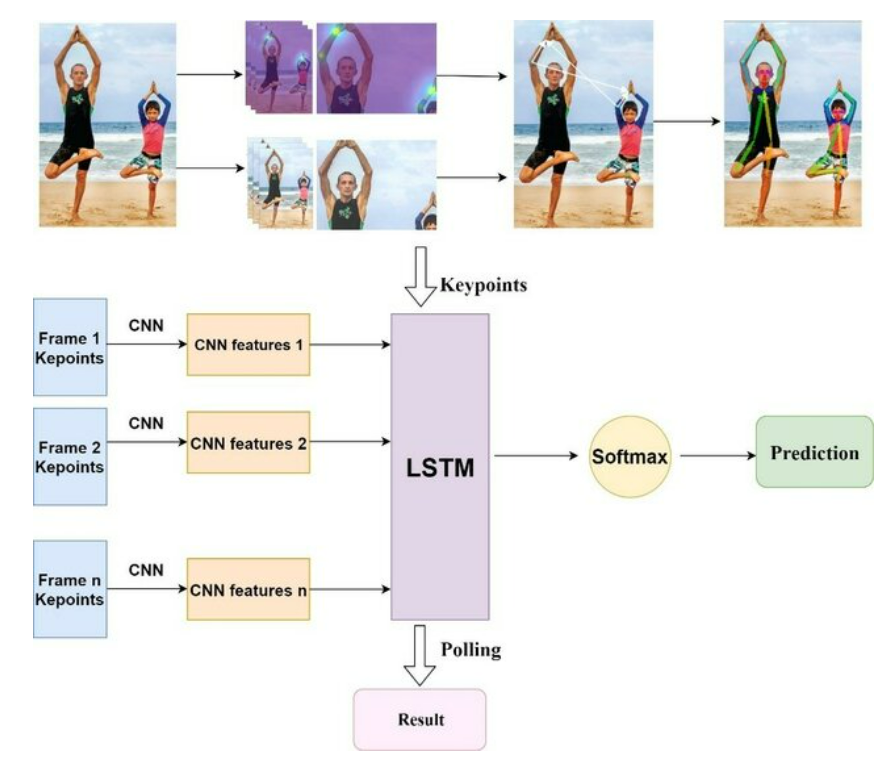 Keypoints
Frame 1
Kepoints
CNN
CNN features 1
Frame 2
Kepoints
CNN
CNN features 2
LSTM
Softmax
Prediction
Frame n
Kepoints
CNN
CNN features n
Polling
Result